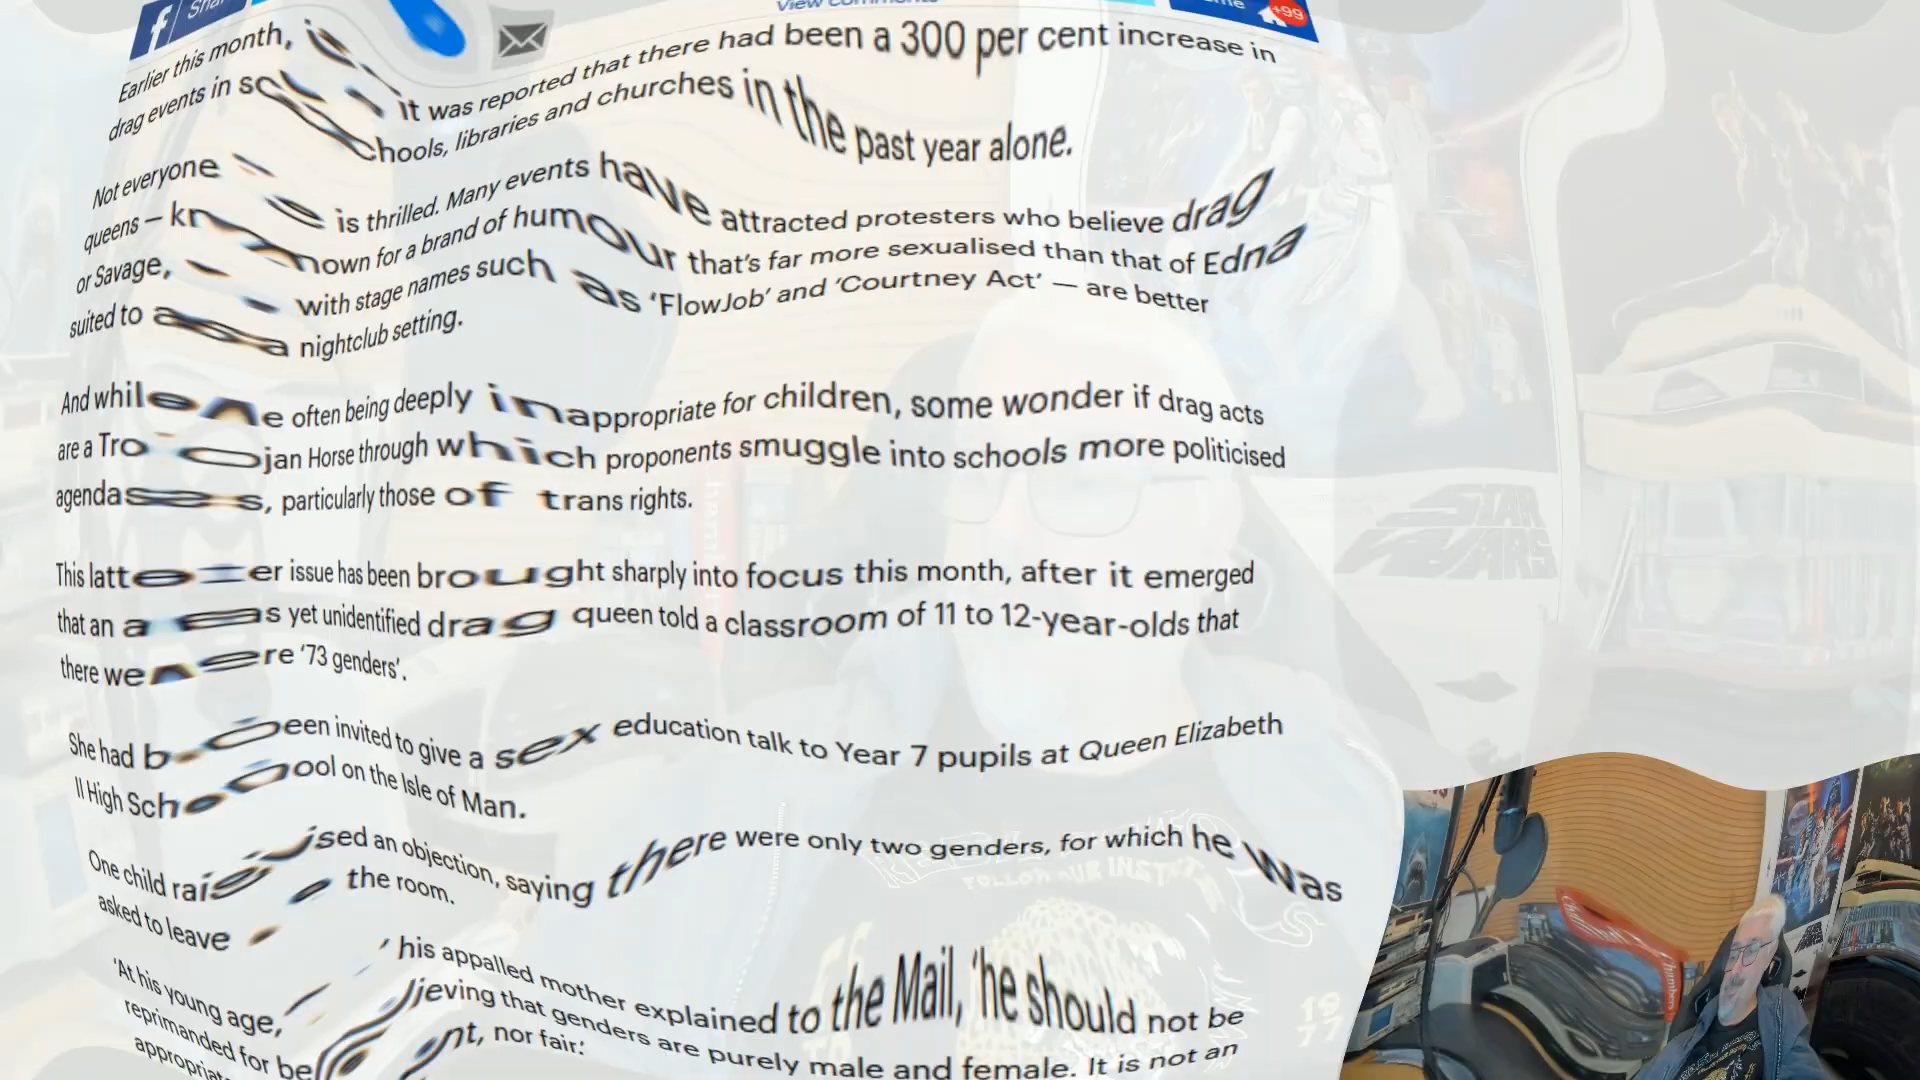 View comments
+99
Earlier this month, it was reported that there had been a 300 per cent increase in
drag events in schools, libraries and churches in the past year alone.
Not everyone is thrilled. Many events have attracted protesters who believe drag
queens – known for a brand of humour that's far more sexualised than that of Edna
or Savage, with stage names such as 'FlowJob' and 'Courtney Act' — are better
suited to a nightclub setting.
And while often being deeply inappropriate for children, some wonder if drag acts
are a Trojan Horse through which proponents smuggle into schools more politicised
agendas, particularly those of trans rights.
This latter issue has been brought sharply into focus this month, after it emerged
that an as yet unidentified drag queen told a classroom of 11 to 12-year-olds that
there were '73 genders'.
She had been invited to give a sex education talk to Year 7 pupils at Queen Elizabeth
II High School on the Isle of Man.
One child raised an objection, saying there were only two genders, for which he was
asked to leave the room.
'At his young age,' his appalled mother explained to the Mail, 'he should not be
reprimanded for believing that genders are purely male and female. It is not an
appropriate nt, nor fair.'
STAR
WARS
1977